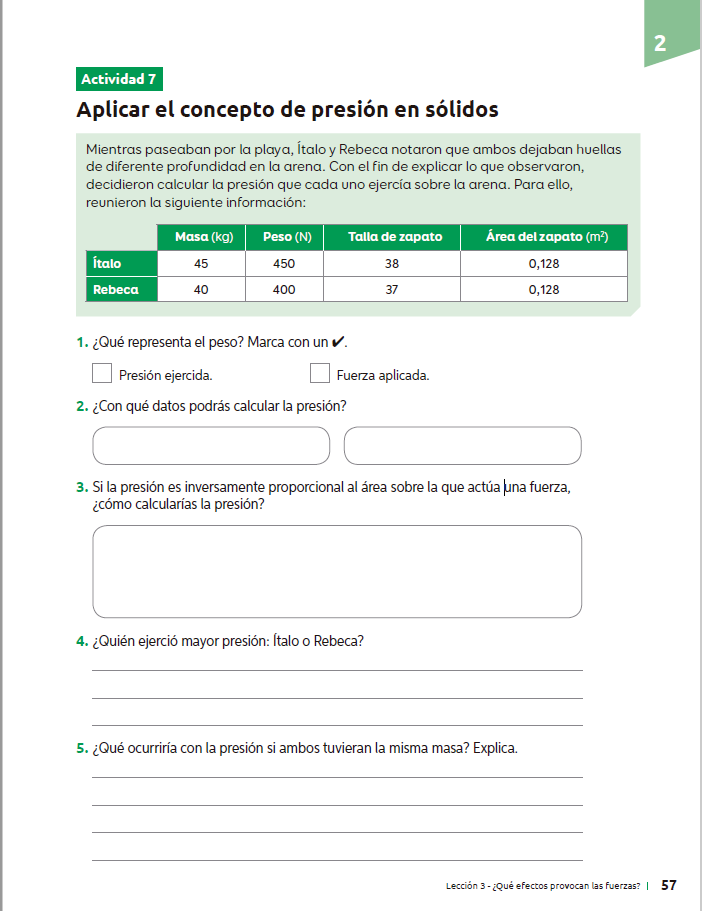 2
Actividad 7
Aplicar el concepto de presión en sólidos
Mientras paseaban por la playa, Ítalo y Rebeca notaron que ambos dejaban huellas
de diferente profundidad en la arena. Con el fin de explicar lo que observaron,
decidieron calcular la presión que cada uno ejercía sobre la arena. Para ello,
reunieron la siguiente información:
Masa (kg) Peso (N) Talla de zapato Área del zapato (m²)
Ítalo 45 450 38 0,128
Rebeca 40 400 37 0,128
1. ¿Qué representa el peso? Marca con un ✔.
Presión ejercida. Fuerza aplicada.
2. ¿Con qué datos podrás calcular la presión?
3. Si la presión es inversamente proporcional al área sobre la que actúa una fuerza,
¿cómo calcularías la presión?
4. ¿Quién ejerció mayor presión: Ítalo o Rebeca?
5. ¿Qué ocurriría con la presión si ambos tuvieran la misma masa? Explica.
Lección 3 - ¿Qué efectos provocan las fuerzas? | 57